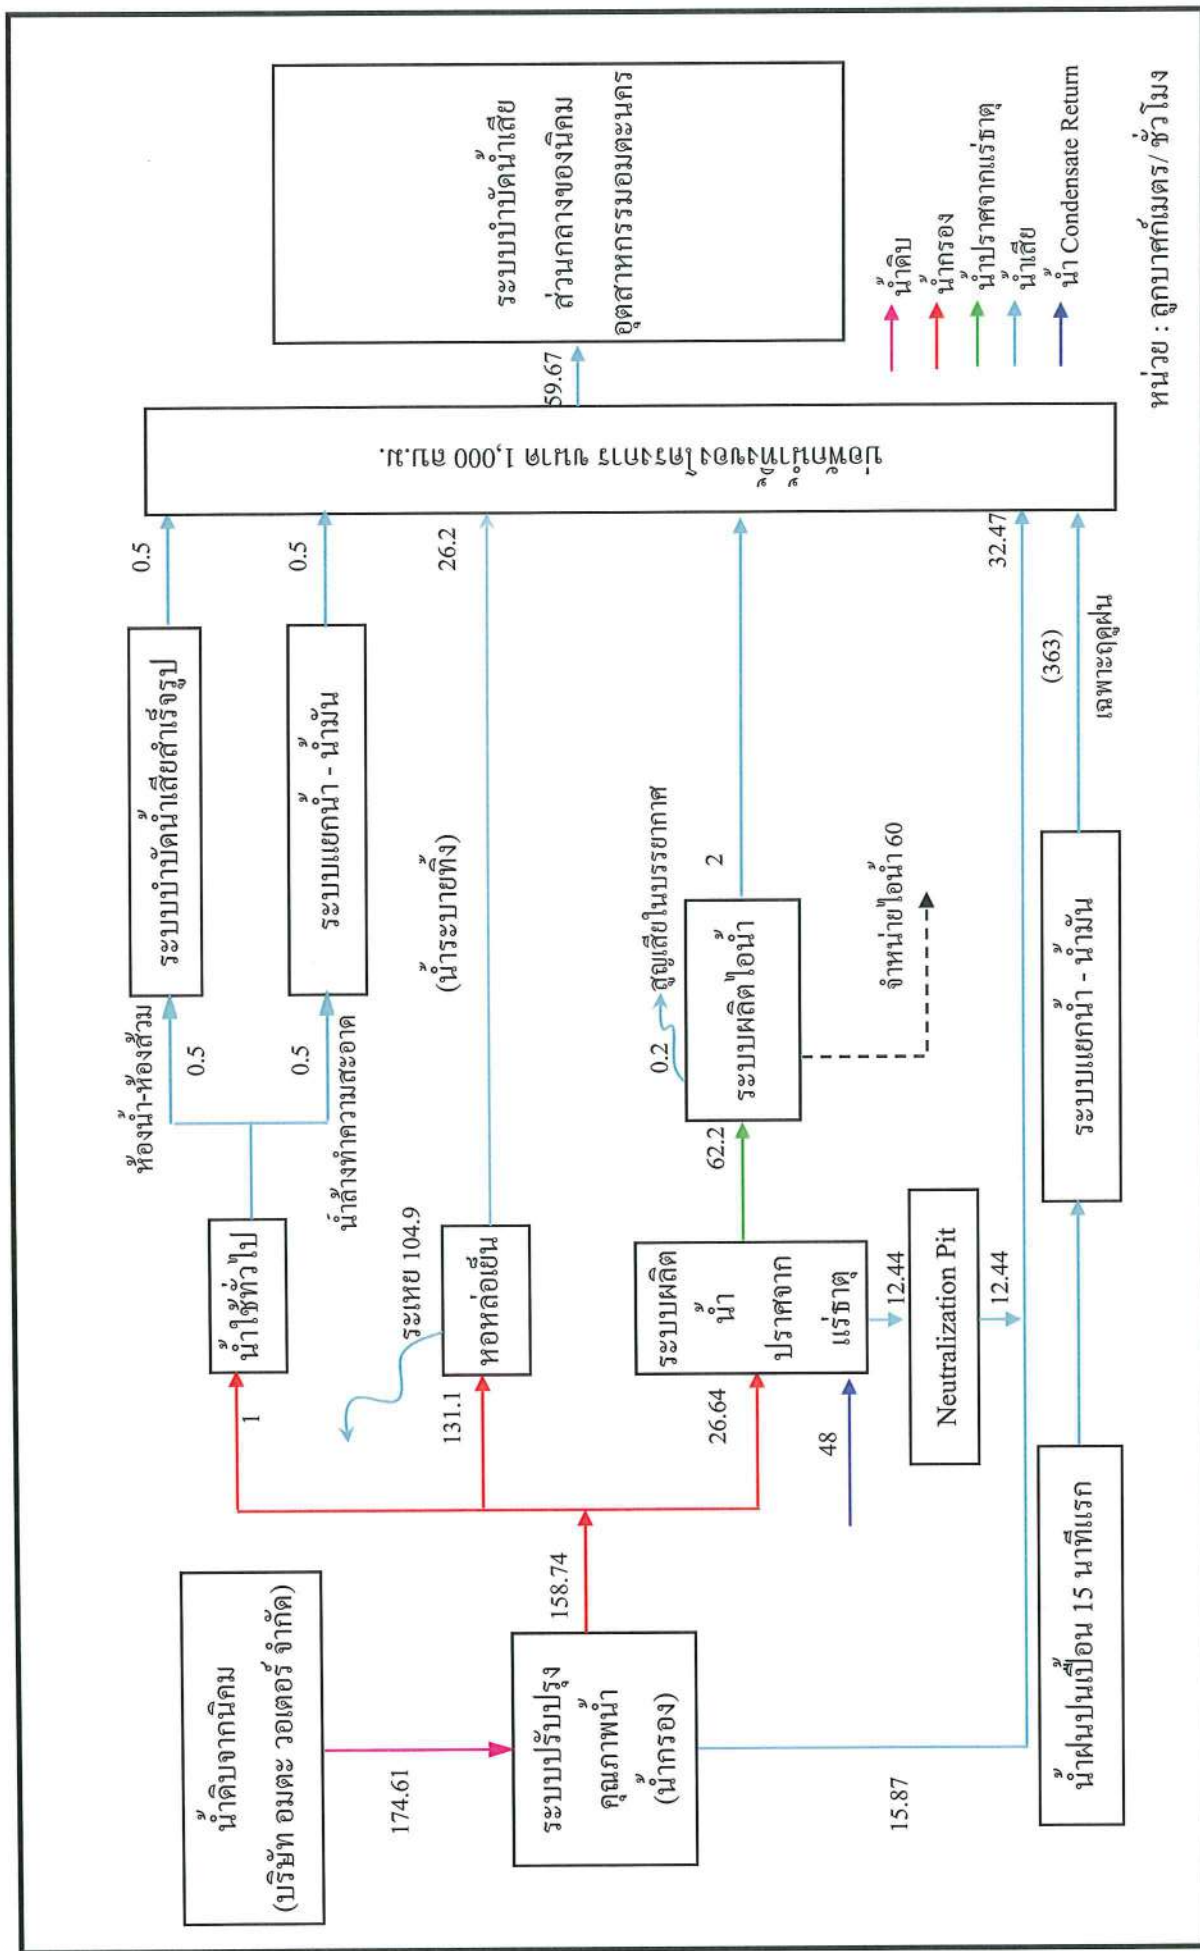 น้ำดิบจากนิคม
(บริษัท อมตะ วอเตอร์ จำกัด)
174.61
ระบบปรับปรุง
คุณภาพน้ำ
(น้ำกรอง)
15.87
158.74
1
131.1
26.64
48
น้ำใช้ทั่วไป
ห้องน้ำ-ห้องส้วม
0.5
0.5
น้ำล้างทำความสะอาด
ระบบบำบัดน้ำเสียสำเร็จรูป
0.5
ระบบแยกน้ำ - น้ำมัน
0.5
ระเหย 104.9
หอหล่อเย็น
(น้ำระบายทิ้ง)
26.2
ระบบผลิต
น้ำ
ปราศจาก
แร่ธาตุ
62.2
12.44
Neutralization Pit
12.44
0.2
สูญเสียในบรรยากาศ
ระบบผลิตไอน้ำ
2
จำหน่ายไอน้ำ 60
32.47
น้ำฝนปนเปื้อน 15 นาทีแรก
ระบบแยกน้ำ - น้ำมัน
(363)
เฉพาะฤดูฝน
บ่อพักน้ำทิ้งของโครงการ ขนาด 1,000 ลบ.ม.
59.67
ระบบบำบัดน้ำเสีย
ส่วนกลางของนิคม
อุตสาหกรรมอมตะนคร
น้ำดิบ
น้ำกรอง
น้ำปราศจากแร่ธาตุ
น้ำเสีย
น้ำ Condensate Return
หน่วย : ลูกบาศก์เมตร/ ชั่วโมง